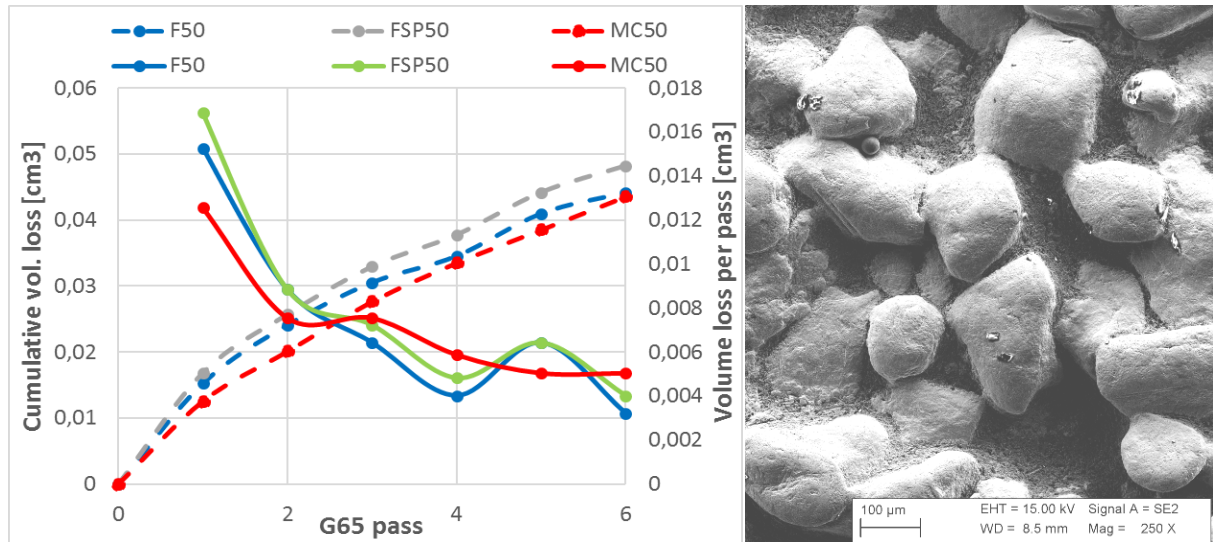 F50 FSP50 MC50
F50 FSP50 MC50
Cumulative vol. loss [cm3]
0,06
0,05
0,04
0,03
0,02
0,01
0
0,018
0,016
0,014
0,012
0,01
0,008
0,006
0,004
0,002
0
Volume loss per pass [cm3]
0 2 4 6
G65 pass
100 µm
EHT = 15.00 kV Signal A = SE2
WD = 8.5 mm Mag = 250 X